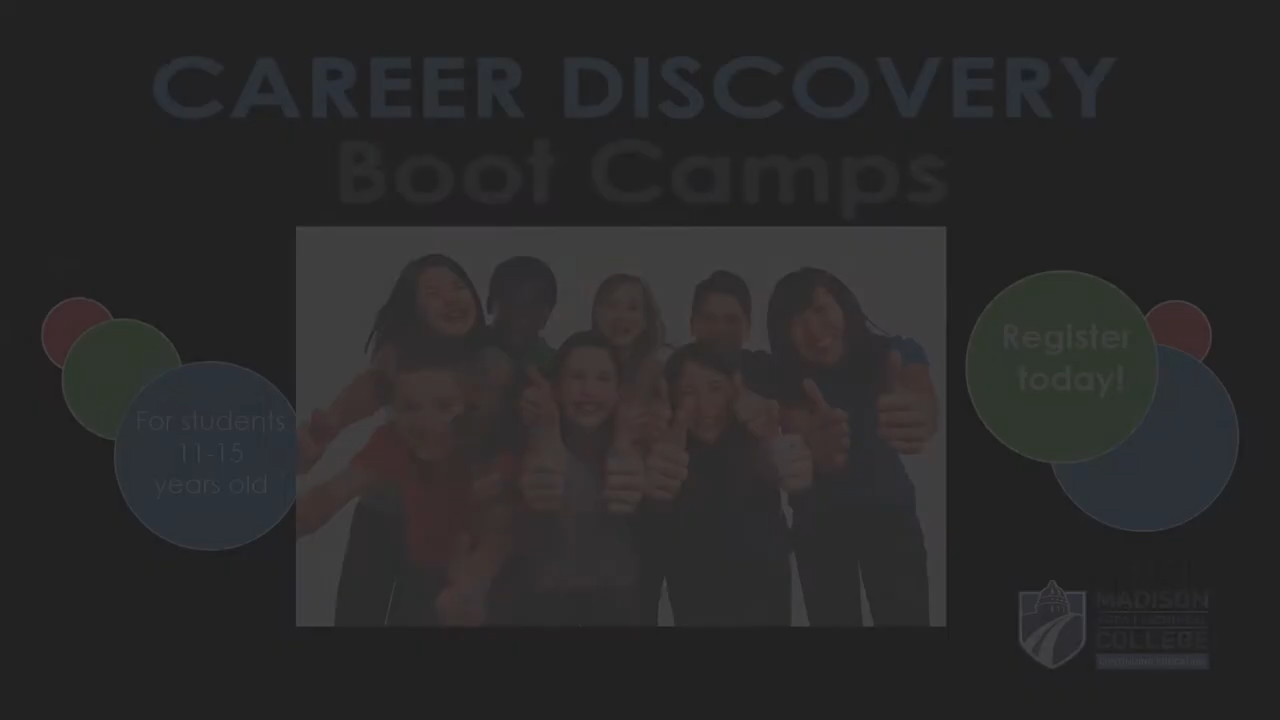 CAREER DISCOVERY
Boot Camps
For students
11-15
years old
Register
today!
MADISON
COLLEGE